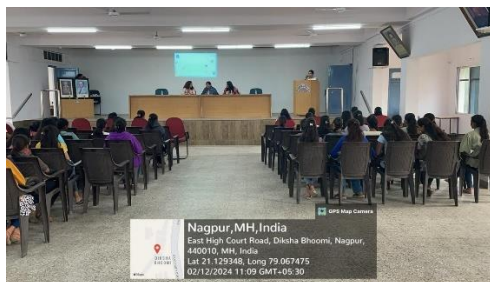 GPS Map Camera
Nagpur,MH,India
East High Court Road, Diksha Bhoomi, Nagpur,
440010, MH, India
Lat 21.129348, Long 79.067475
02/12/2024 11:09 GMT+05:30